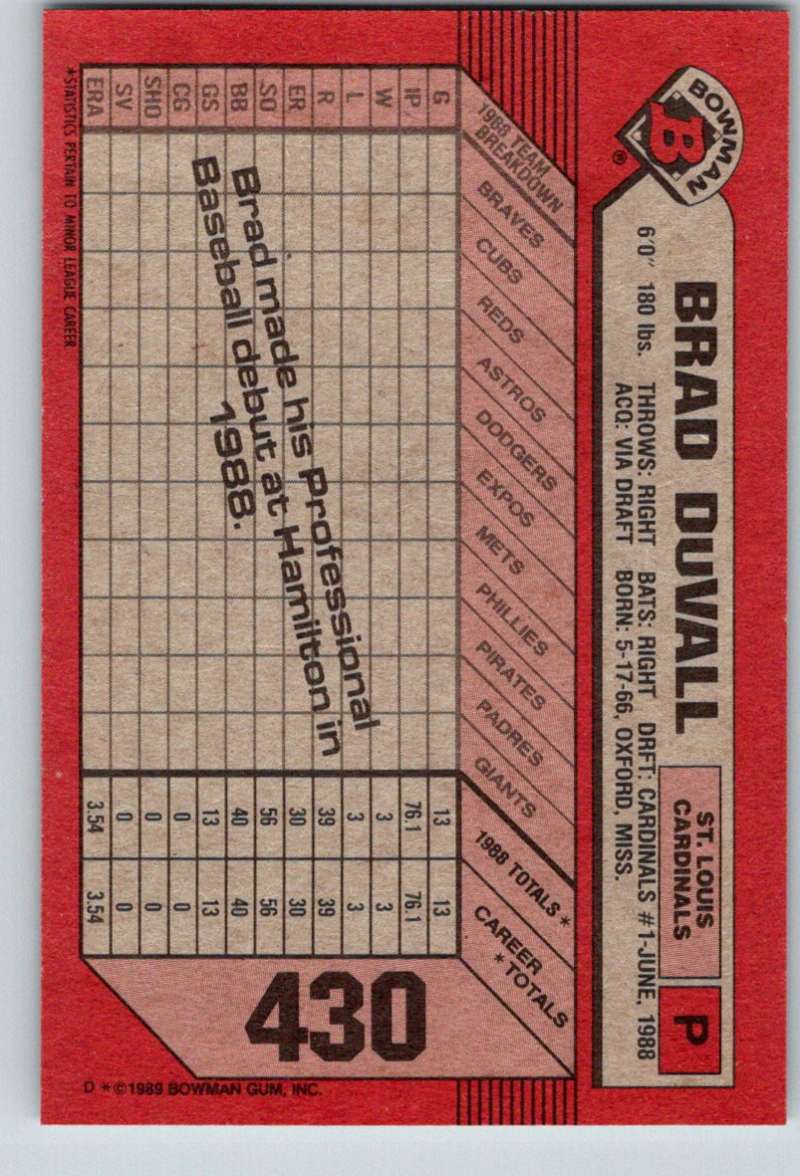 BOWMAN
B
®
BRAD DUVALL
ST. LOUIS
CARDINALS
P
6'0" 180 lbs. THROWS: RIGHT BATS: RIGHT DRFT: CARDINALS #1-JUNE, 1988
ACQ: VIA DRAFT BORN: 5-17-66, OXFORD, MISS.
1988 TEAM
BREAKDOWN
BRAVES
CUBS
REDS
ASTROS
DODGERS
EXPOS
METS
PHILLIES
PIRATES
PADRES
GIANTS
1988 TOTALS *
CAREER
* TOTALS
G 13 13
IP 76.1 76.1
W 3 3
L 3 3
R 39 39
ER 30 30
SO 56 56
BB 40 40
GS 13 13
CG 0 0
SHO 0 0
SV 0 0
ERA 3.54 3.54
Brad made his Professional
Baseball debut at Hamilton in
1988.
430
*STATISTICS PERTAIN TO MINOR LEAGUE CAREER
D *©1989 BOWMAN GUM, INC.